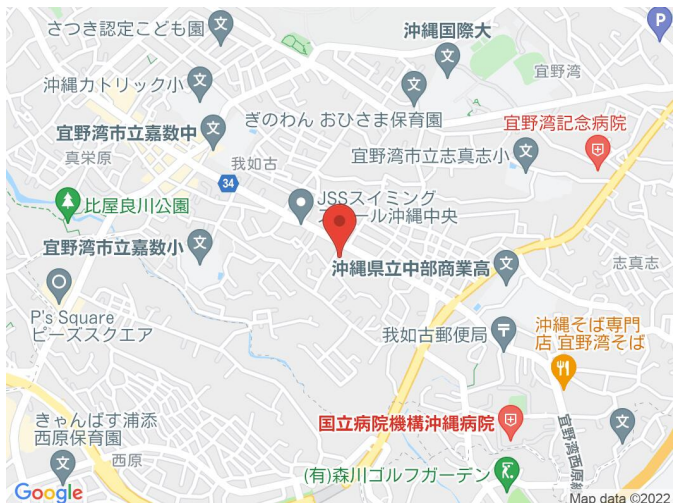 さつき認定こども園
沖縄国際大
宜野湾
P
沖縄カトリック小
ぎのわん おひさま保育園
宜野湾記念病院
宜野湾市立嘉数中
真栄原
我如古
宜野湾市立志真志小
34
JSSスイミング
スクール沖縄中央
比屋良川公園
宜野湾市立嘉数小
沖縄県立中部商業高
志真志
P's Square
ピーズスクエア
我如古郵便局
沖縄そば専門
店 宜野湾そば
きゃんぱす浦添
西原保育園
西原
国立病院機構沖縄病院
宜野湾西原線
(有)森川ゴルフガーデン
Google
Map data ©2022